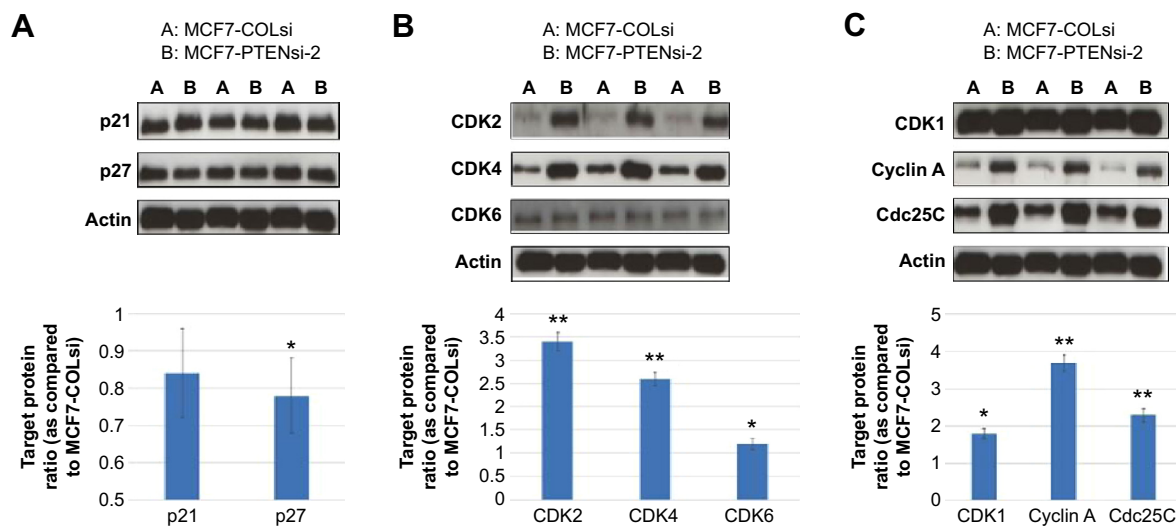 A
A: MCF7-COLsi
B: MCF7-PTENsi-2
A B A B A B
p21
p27
Actin
Target protein
ratio (as compared
to MCF7-COLsi)
1
0.9
0.8
0.7
0.6
0.5
*
p21 p27
B
A: MCF7-COLsi
B: MCF7-PTENsi-2
A B A B A B
CDK2
CDK4
CDK6
Actin
Target protein
ratio (as compared
to MCF7-COLsi)
4
3.5
3
2.5
2
1.5
1
0.5
0
**
**
*
CDK2 CDK4 CDK6
C
A: MCF7-COLsi
B: MCF7-PTENsi-2
A B A B A B
CDK1
Cyclin A
Cdc25C
Actin
Target protein
ratio (as compared
to MCF7-COLsi)
5
4
3
2
1
0
*
**
**
CDK1 Cyclin A Cdc25C